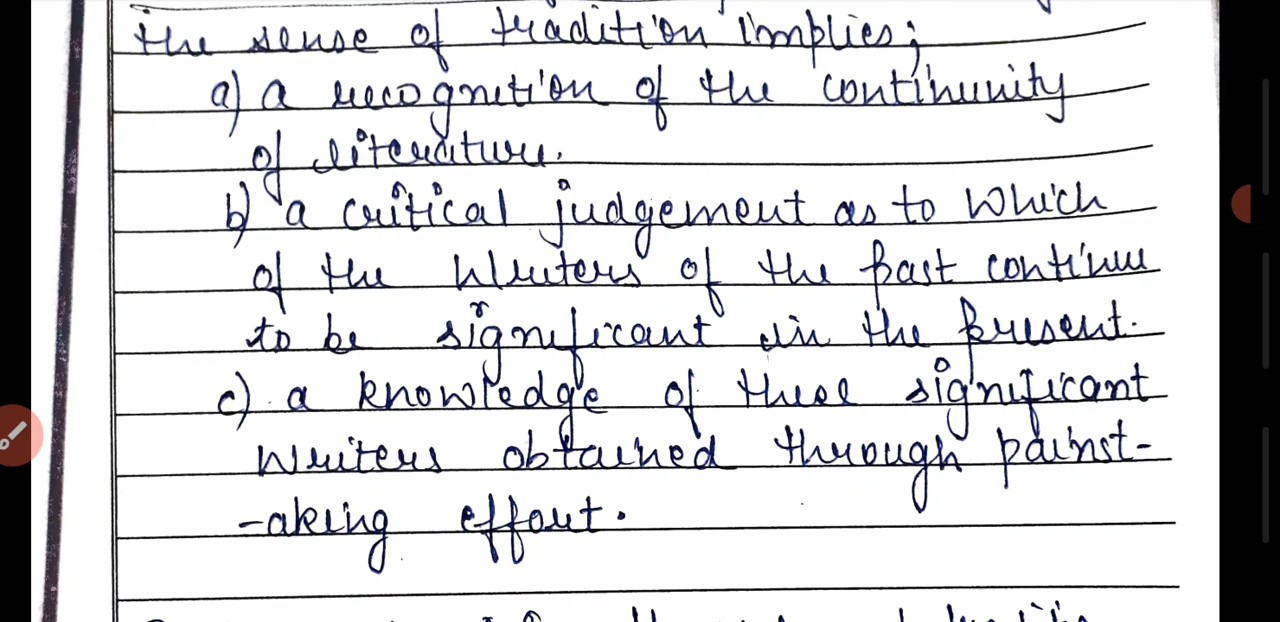 the sense of tradition implies;
a) a recognition of the continunity
of literature.
b) a critical judgement as to which
of the writers of the past continue
to be significant in the present.
c) a knowledge of these significant
writers obtained through painst-
-aking effort.